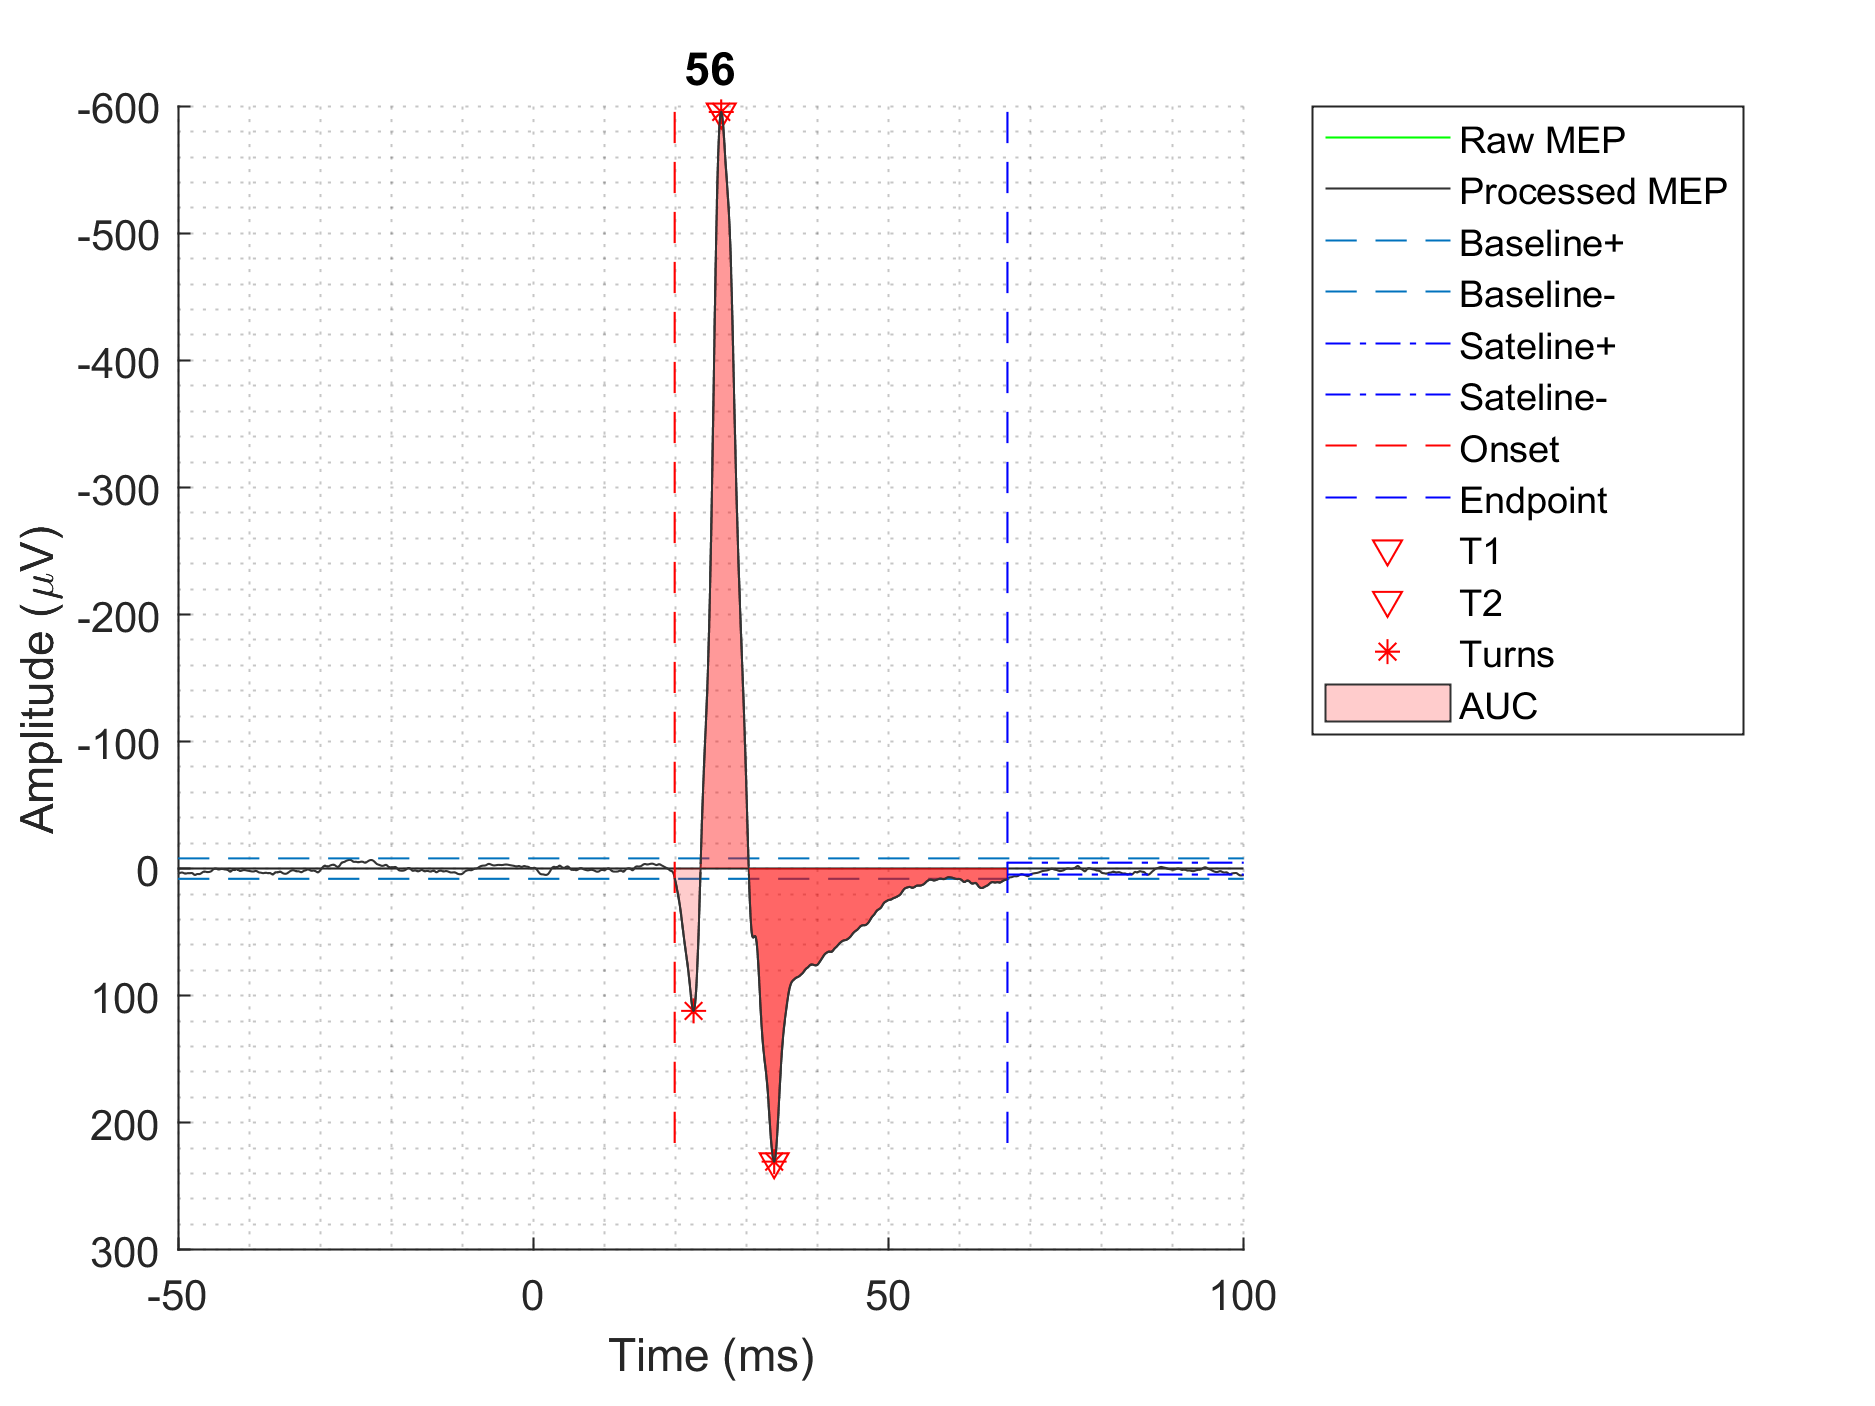 56
-600
-500
-400
-300
-200
-100
0
100
200
300
-50 0 50 100
Time (ms)
Amplitude (μV)
Raw MEP
Processed MEP
Baseline+
Baseline-
Sateline+
Sateline-
Onset
Endpoint
T1
T2
Turns
AUC